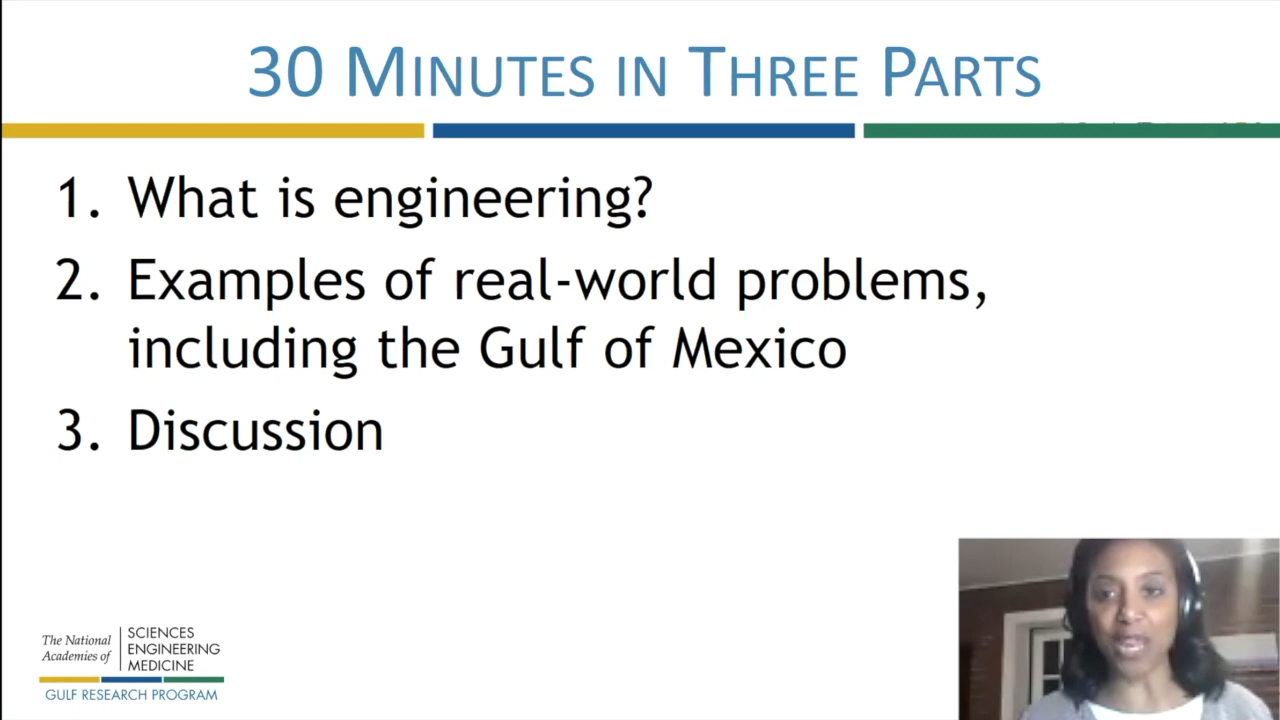 30 MINUTES IN THREE PARTS
1. What is engineering?
2. Examples of real-world problems,
including the Gulf of Mexico
3. Discussion
The National
Academies of
SCIENCES
ENGINEERING
MEDICINE
GULF RESEARCH PROGRAM